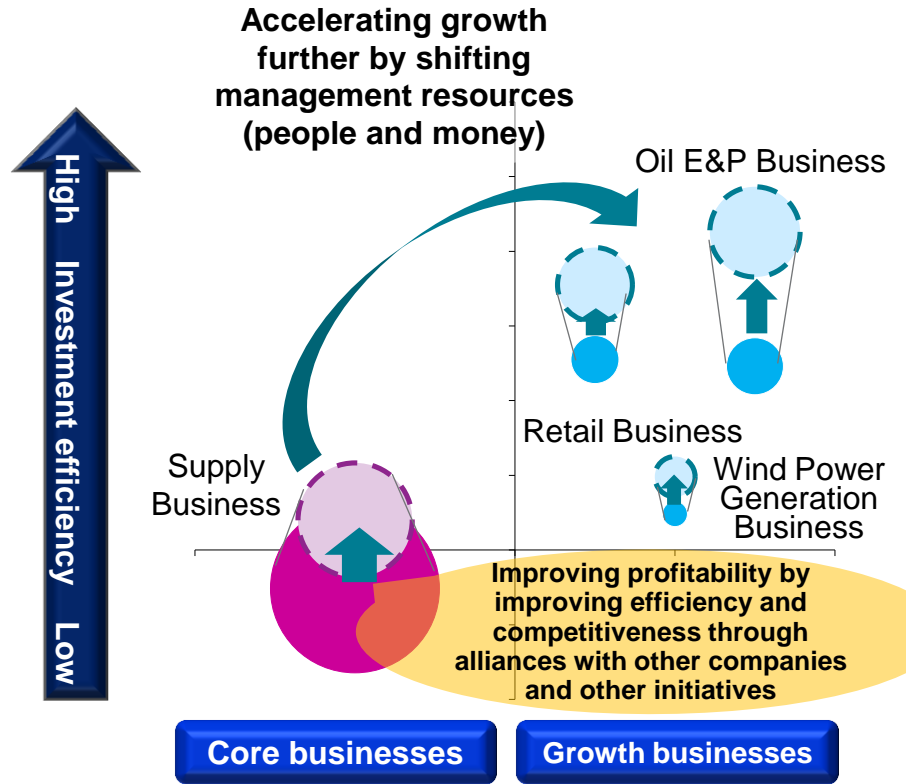 Accelerating growth
further by shifting
management resources
(people and money)
High Investment efficiency Low
Oil E&P Business
Retail Business
Supply
Business
Wind Power
Generation
Business
Improving profitability by
improving efficiency and
competitiveness through
alliances with other companies
and other initiatives
Core businesses
Growth businesses